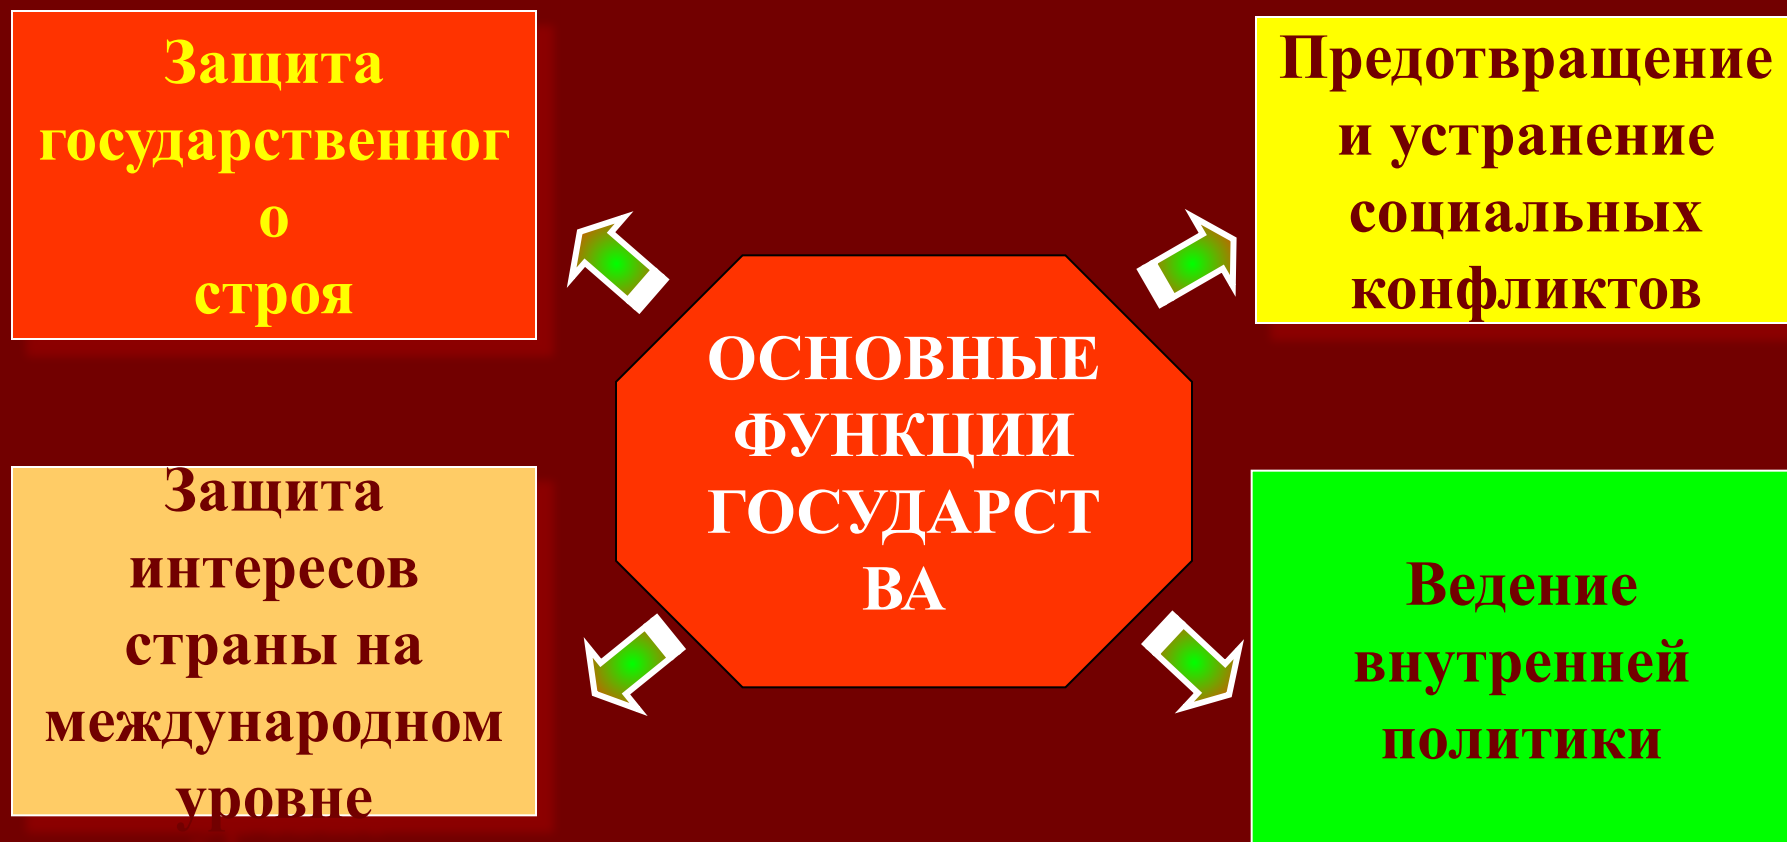 Защита
государственног
о
строя
Предотвращение
и устранение
социальных
конфликтов
ОСНОВНЫЕ
ФУНКЦИИ
ГОСУДАРСТ
ВА
Защита
интересов
страны на
международном
уровне
Ведение
внутренней
политики